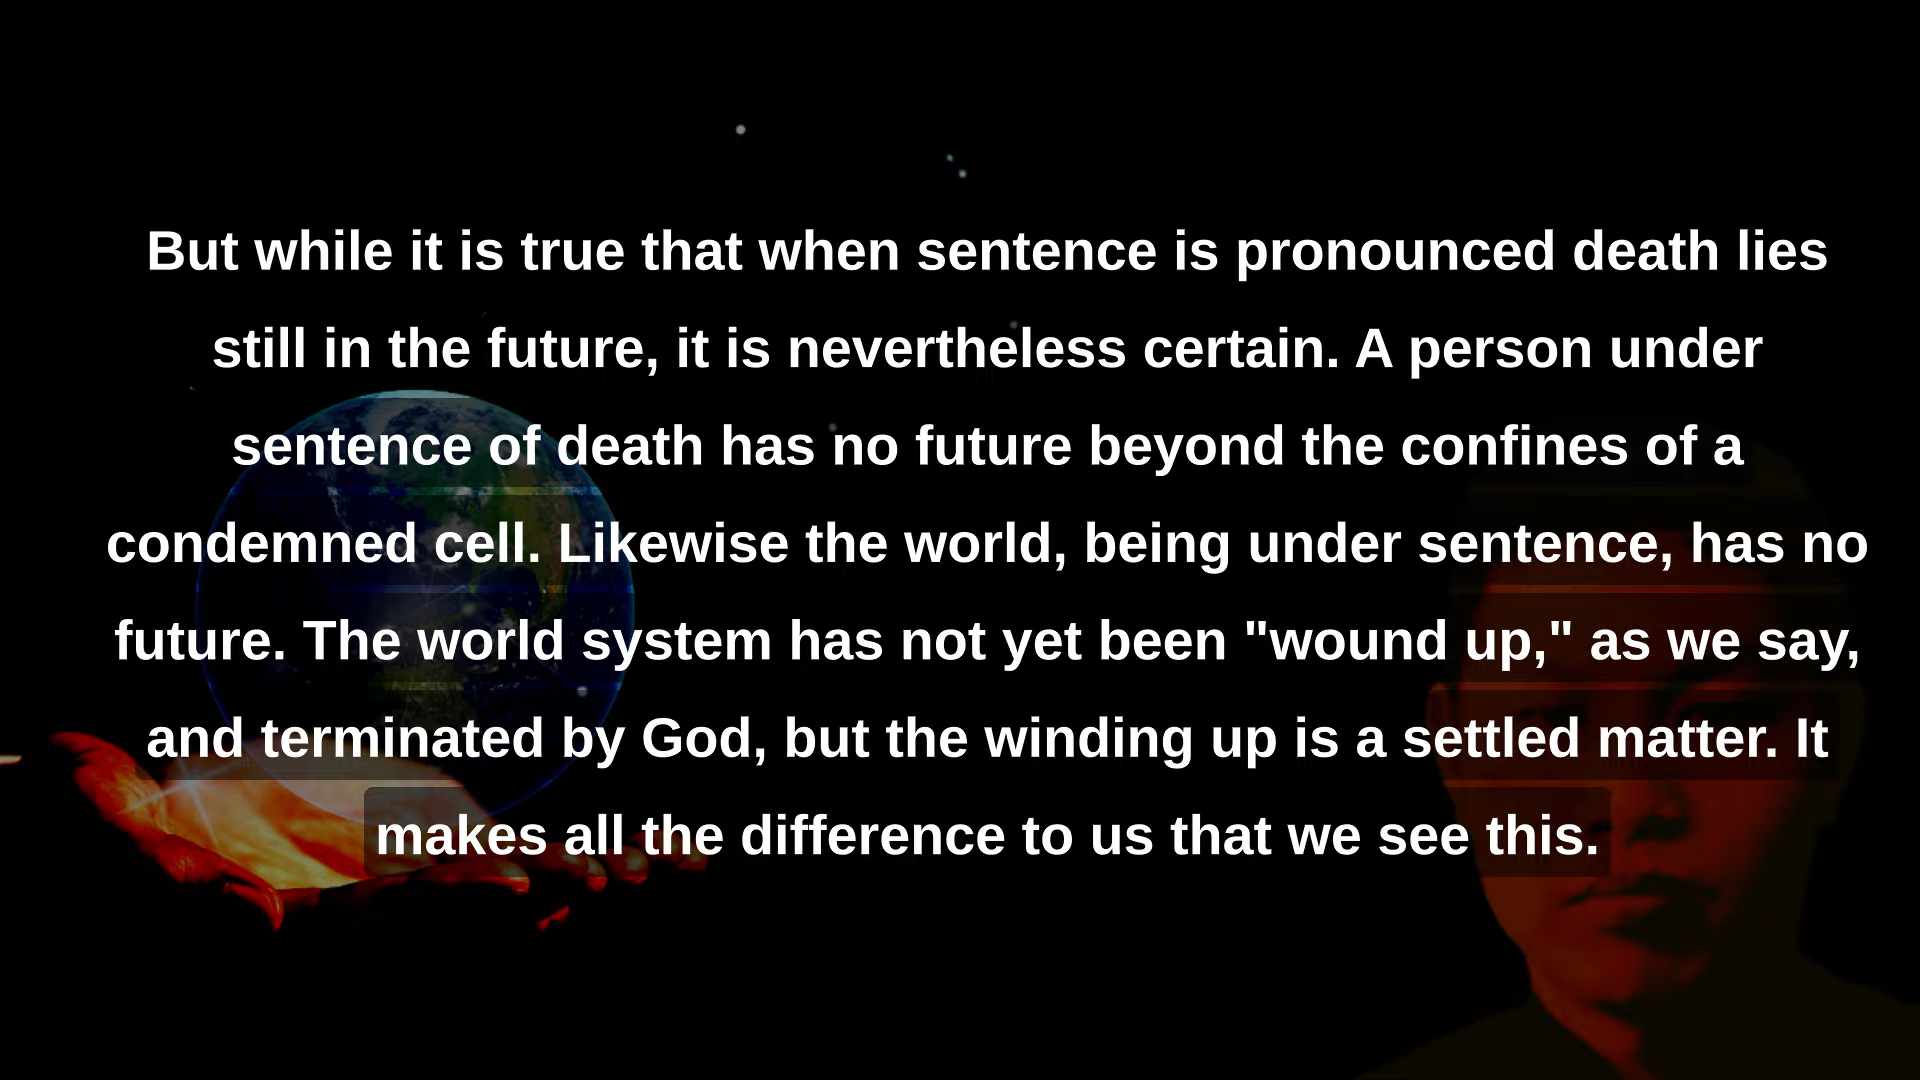 But while it is true that when sentence is pronounced death lies
still in the future, it is nevertheless certain. A person under
sentence of death has no future beyond the confines of a
condemned cell. Likewise the world, being under sentence, has no
future. The world system has not yet been "wound up," as we say,
and terminated by God, but the winding up is a settled matter. It
makes all the difference to us that we see this.